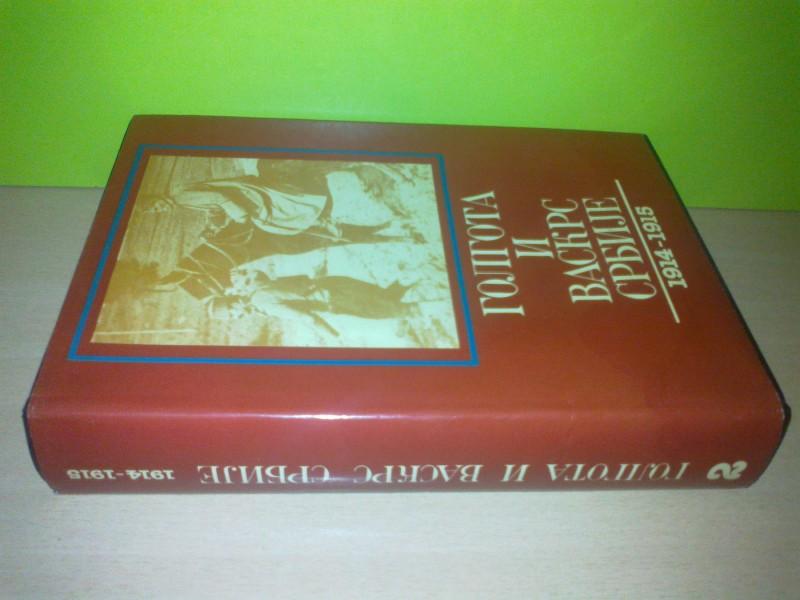 ГОЛГОТА
И
ВАСКРС
СРБИЈЕ
1914-1915
2 ГОЛГОТА И ВАСКРС СРБИЈЕ 1914-1915